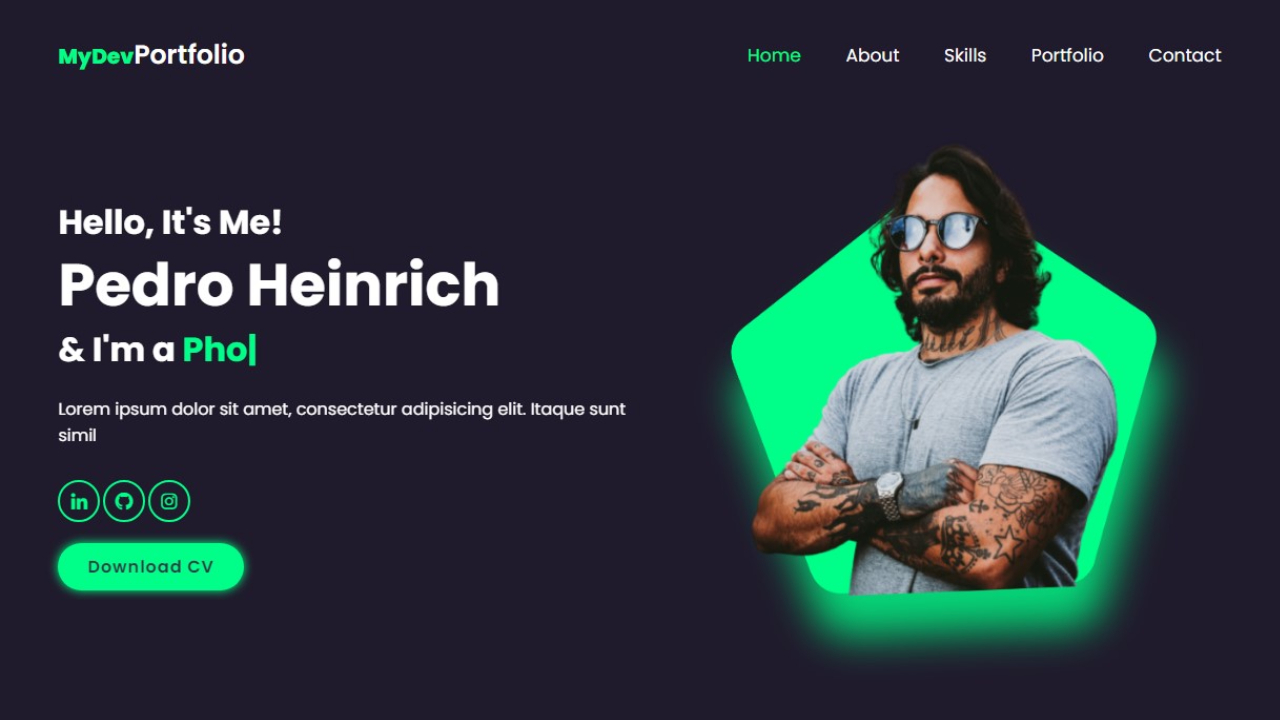 MyDevPortfolio
Home About Skills Portfolio Contact
Hello, It's Me!
Pedro Heinrich
& I'm a Pho|
Lorem ipsum dolor sit amet, consectetur adipisicing elit. Itaque sunt
simil
in
Download CV